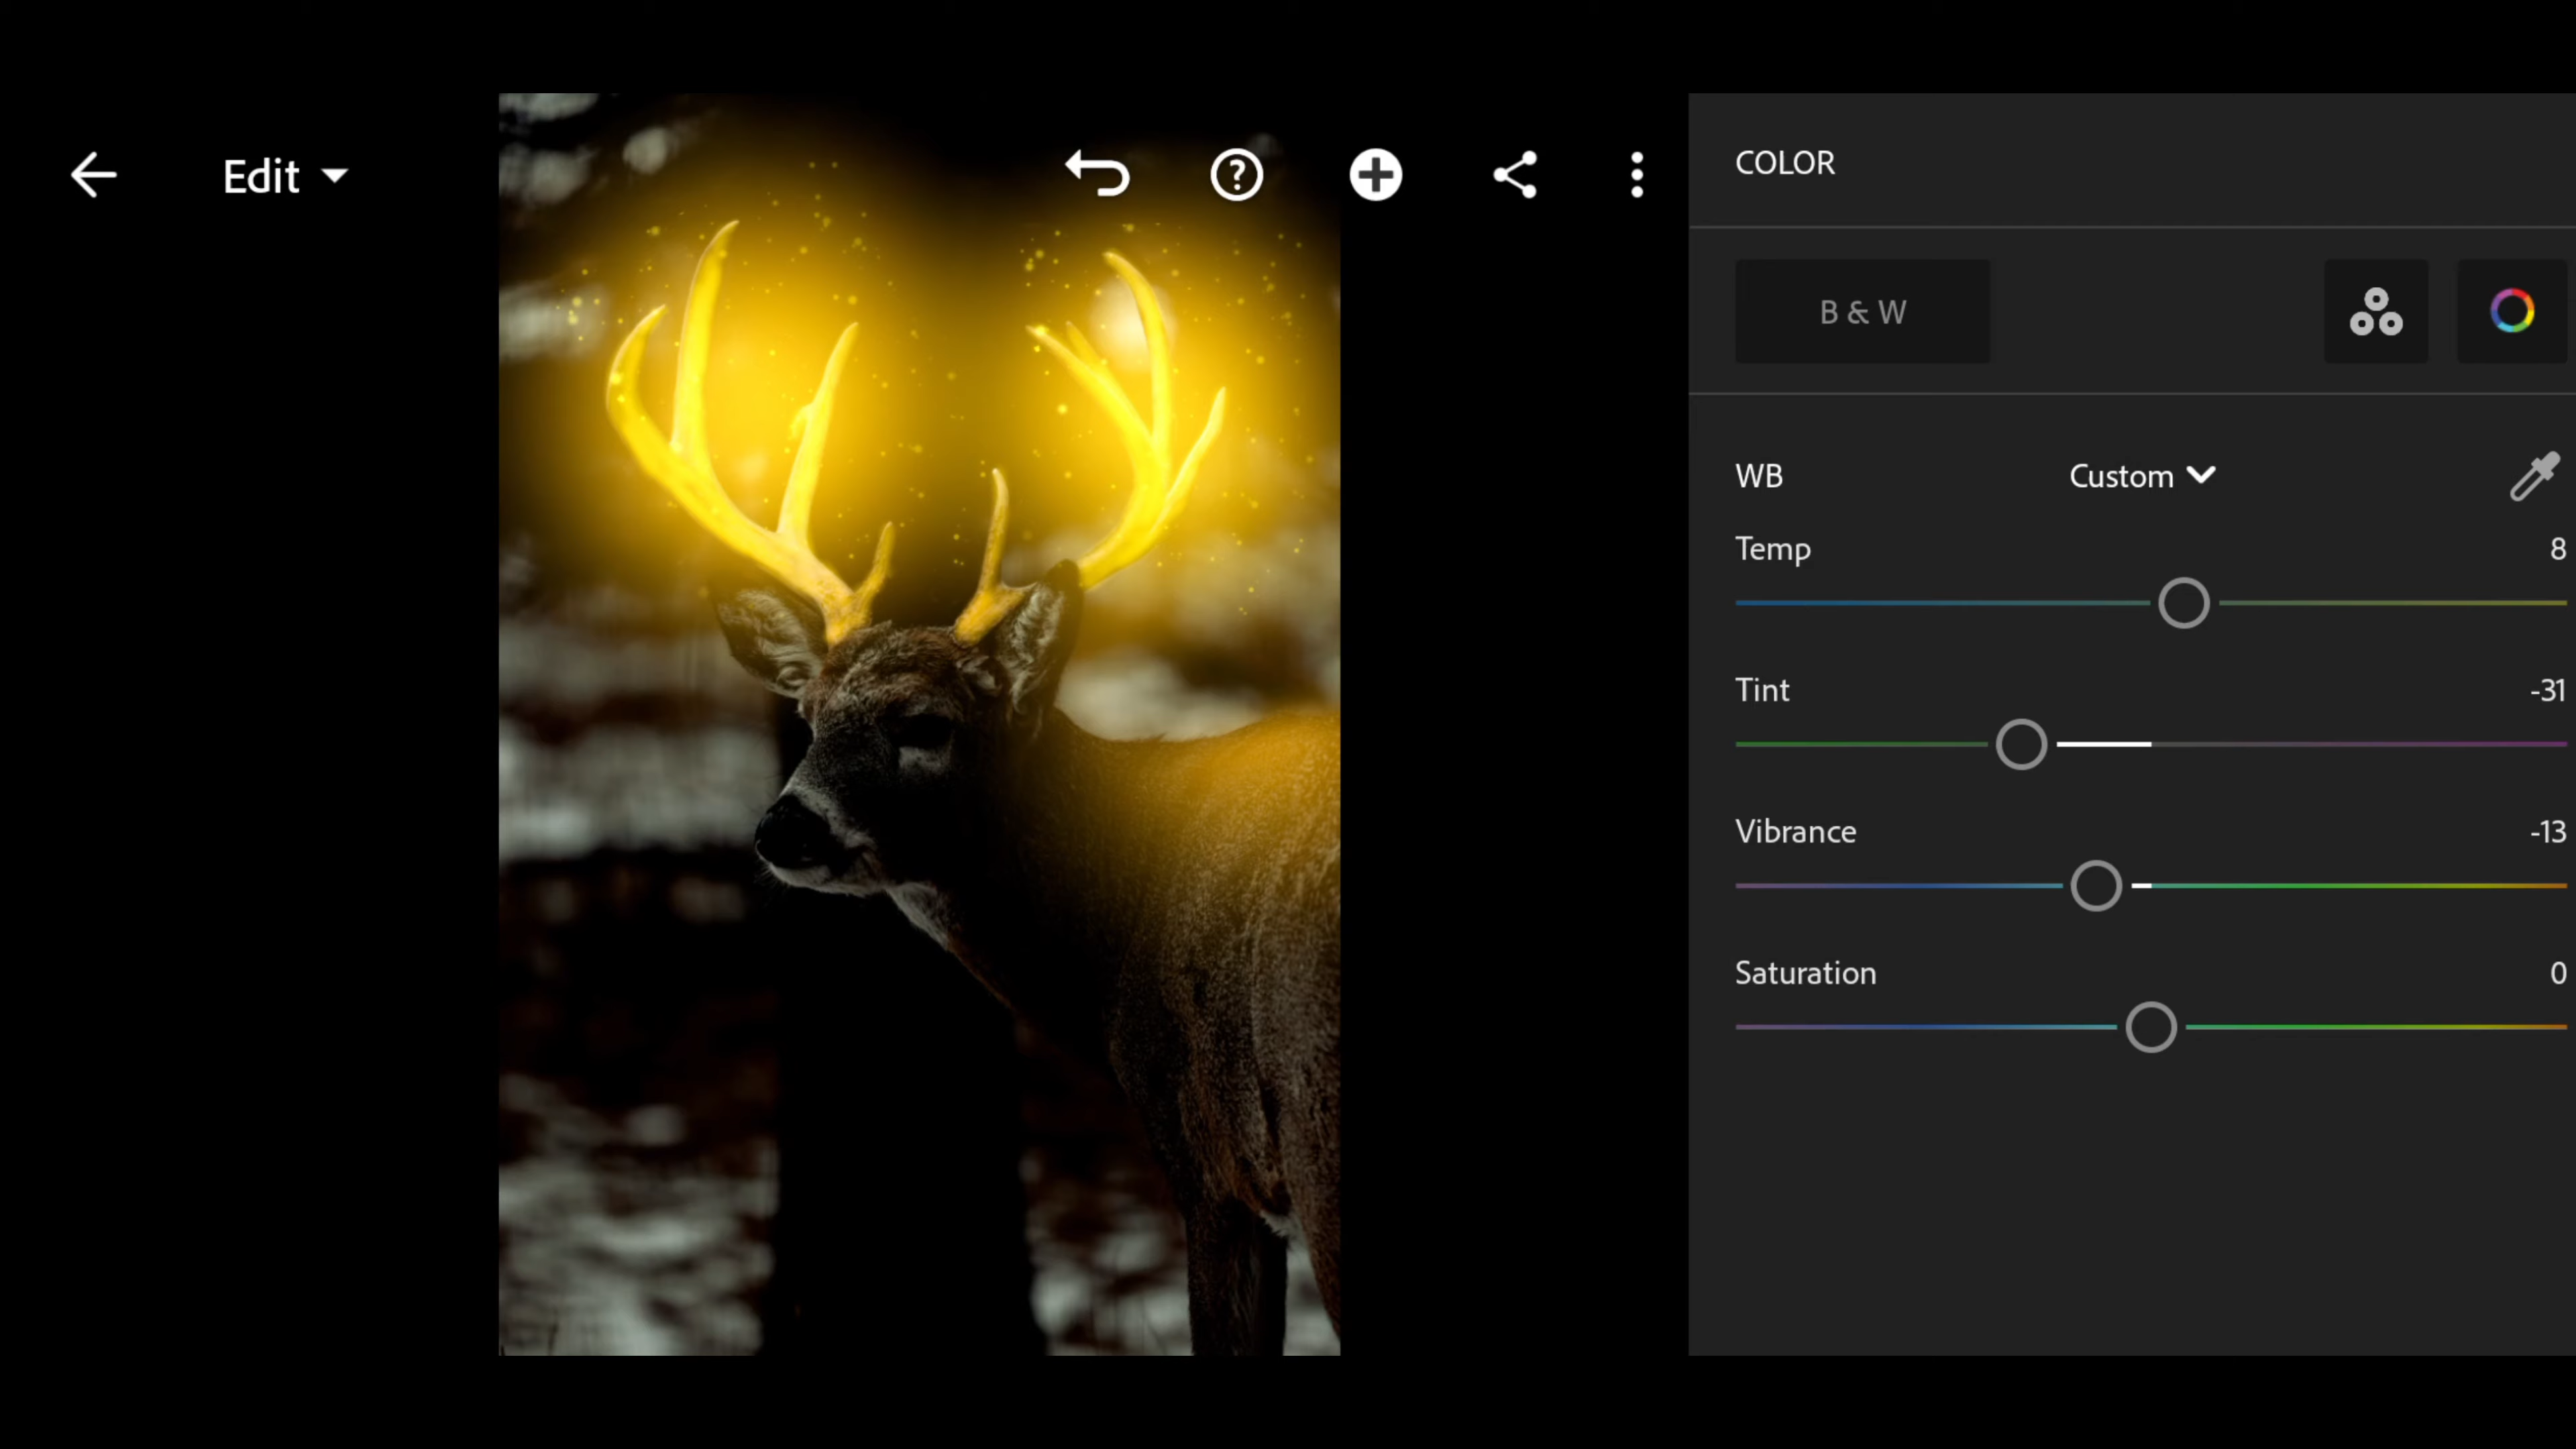 Edit
COLOR
B & W
WB Custom
Temp 8
Tint -31
Vibrance -13
Saturation 0